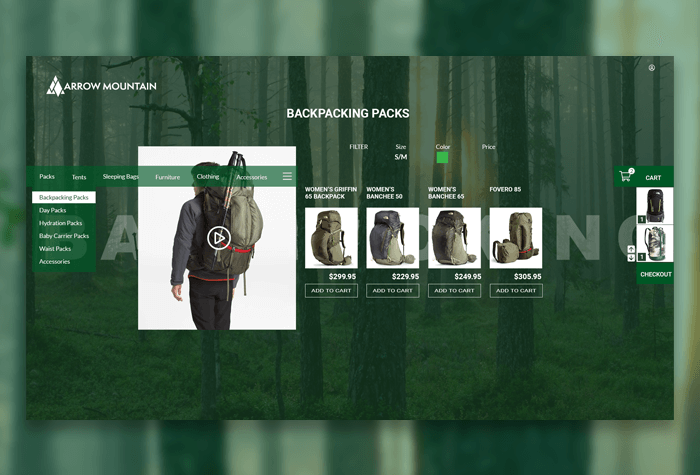 ARROW MOUNTAIN
BACKPACKING PACKS
FILTER Size Color Price
S/M
Packs Tents Sleeping Bags Furniture Clothing Accessories
2 CART
Backpacking Packs
Day Packs
Hydration Packs
Baby Carrier Packs
Waist Packs
Accessories
WOMEN'S GRIFFIN
65 BACKPACK
$299.95
ADD TO CART
WOMEN'S
BANCHEE 50
$229.95
ADD TO CART
WOMEN'S
BANCHEE 65
$249.95
ADD TO CART
FOVERO 85
$305.95
ADD TO CART
1
1
CHECKOUT